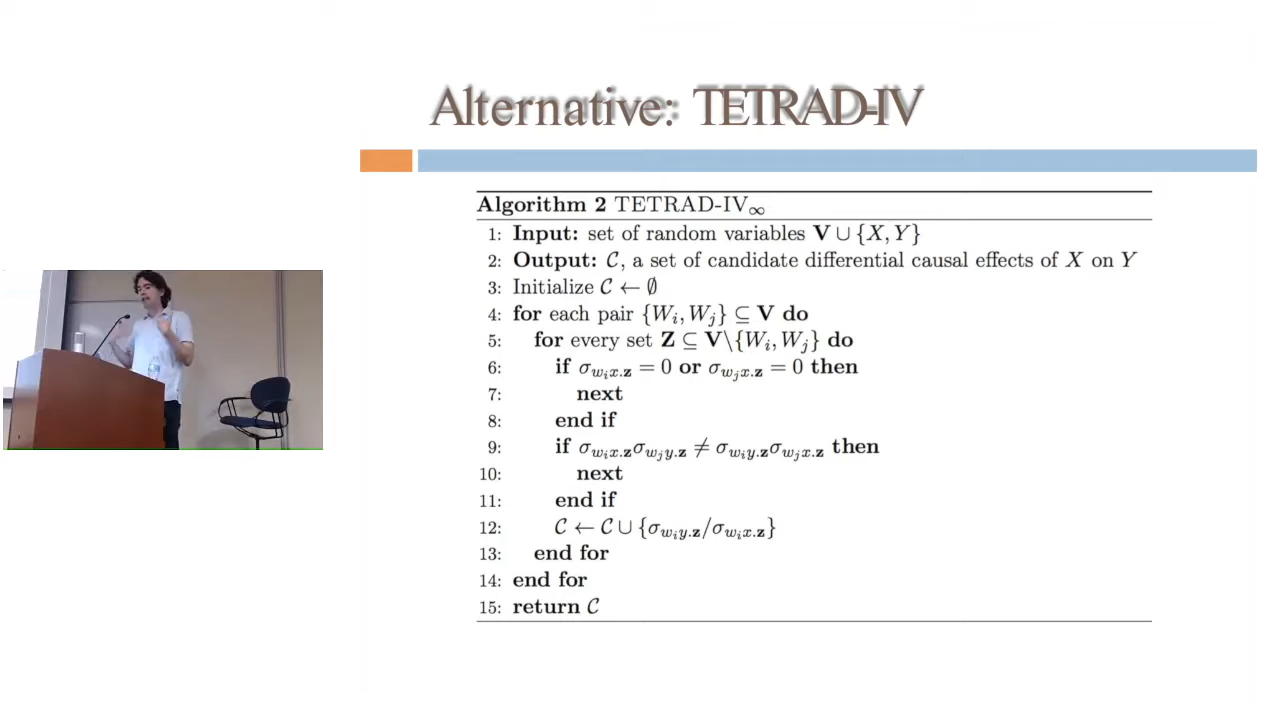 Alternative: TETRAD-IV
Algorithm 2 TETRAD-IV∞
1: Input: set of random variables V ∪ {X, Y}
2: Output: 𝒞, a set of candidate differential causal effects of X on Y
3: Initialize 𝒞 ← ∅
4: for each pair {W_i, W_j} ⊆ V do
5: for every set Z ⊆ V\{W_i, W_j} do
6: if σ_{w_i x.z} = 0 or σ_{w_j x.z} = 0 then
7: next
8: end if
9: if σ_{w_i x.z} σ_{w_j y.z} ≠ σ_{w_i y.z} σ_{w_j x.z} then
10: next
11: end if
12: 𝒞 ← 𝒞 ∪ {σ_{w_i y.z}/σ_{w_i x.z}}
13: end for
14: end for
15: return 𝒞